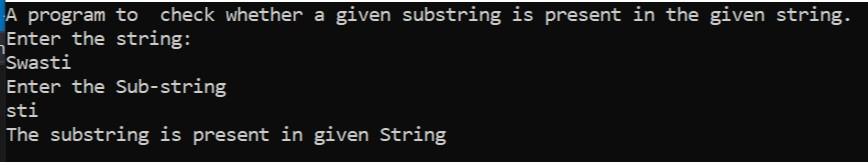 A program to  check whether a given substring is present in the given string.
Enter the string:
Swasti
Enter the Sub-string
sti
The substring is present in given String